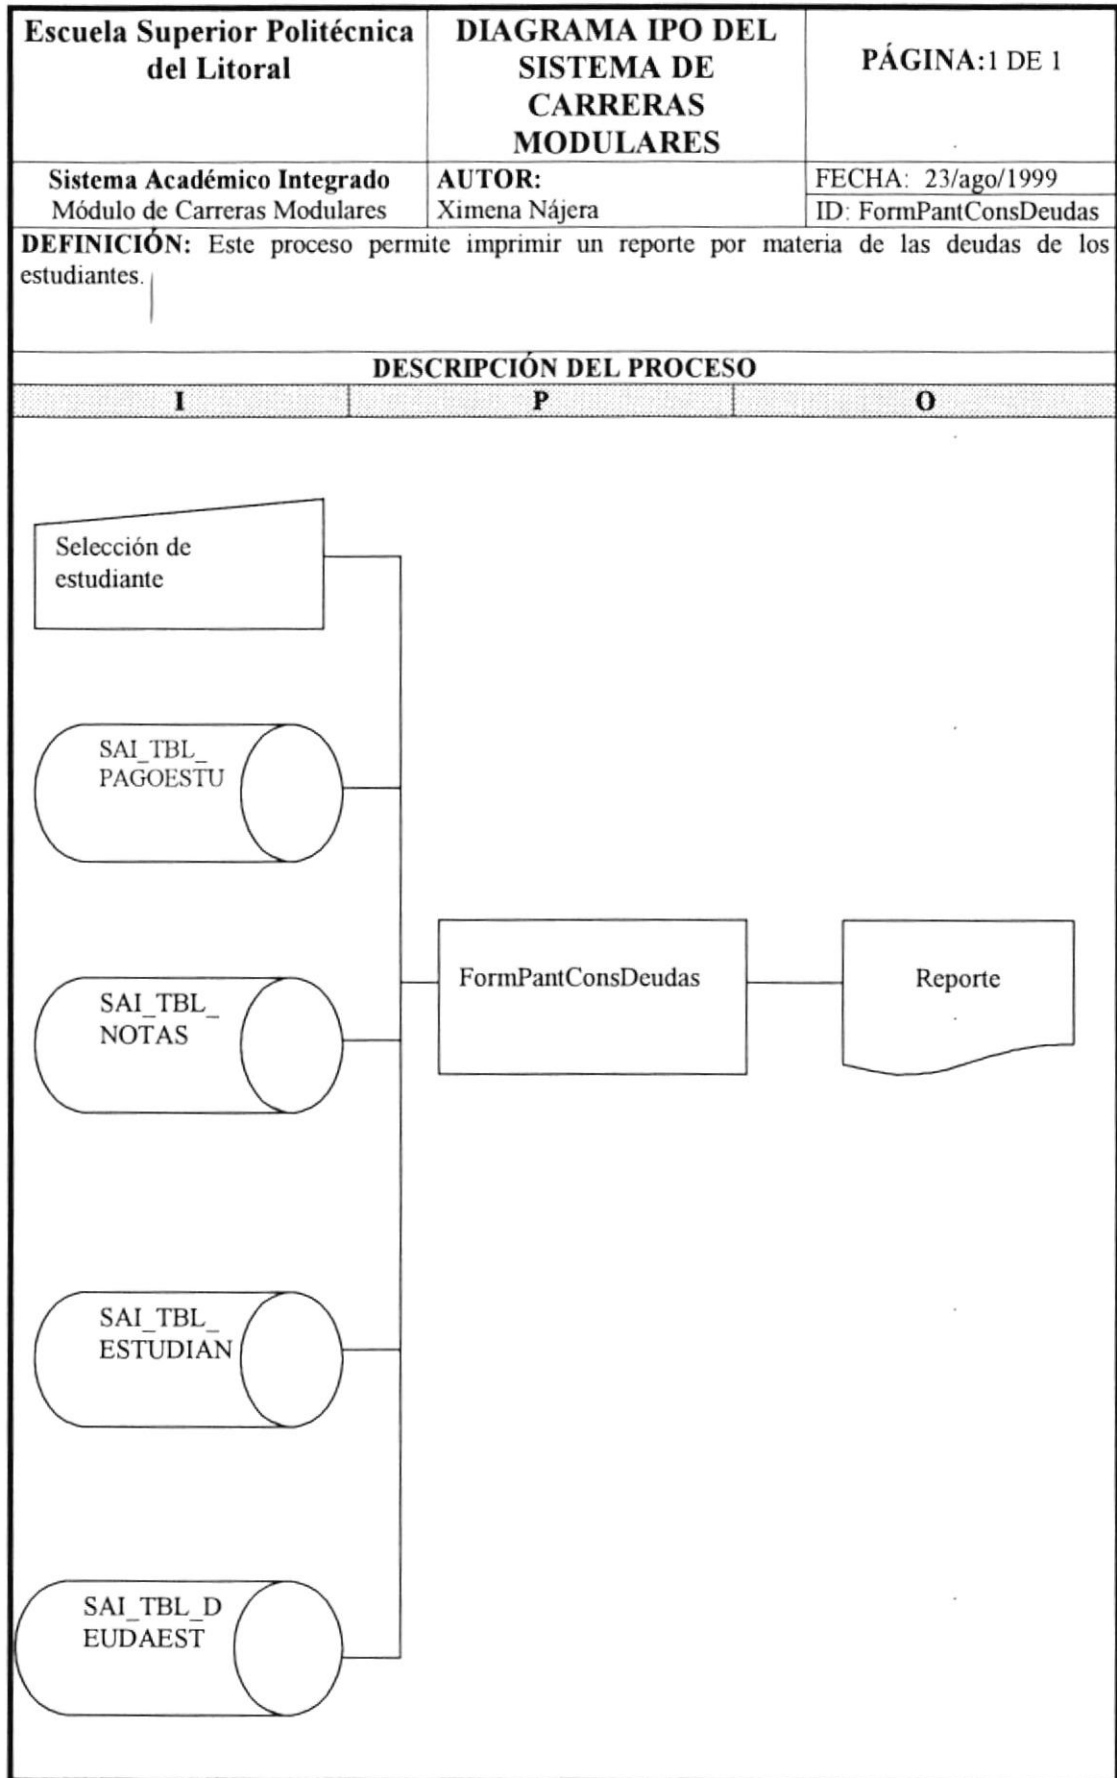 Escuela Superior Politécnica
del Litoral
DIAGRAMA IPO DEL
SISTEMA DE
CARRERAS
MODULARES
PÁGINA:1 DE 1
Sistema Académico Integrado
Módulo de Carreras Modulares
AUTOR:
Ximena Nájera
FECHA: 23/ago/1999
ID: FormPantConsDeudas
DEFINICIÓN: Este proceso permite imprimir un reporte por materia de las deudas de los
estudiantes.
DESCRIPCIÓN DEL PROCESO
I
P
O
Selección de
estudiante
SAI_TBL_
PAGOESTU
SAI_TBL_
NOTAS
FormPantConsDeudas
Reporte
SAI_TBL_
ESTUDIAN
SAI_TBL_D
EUDAEST